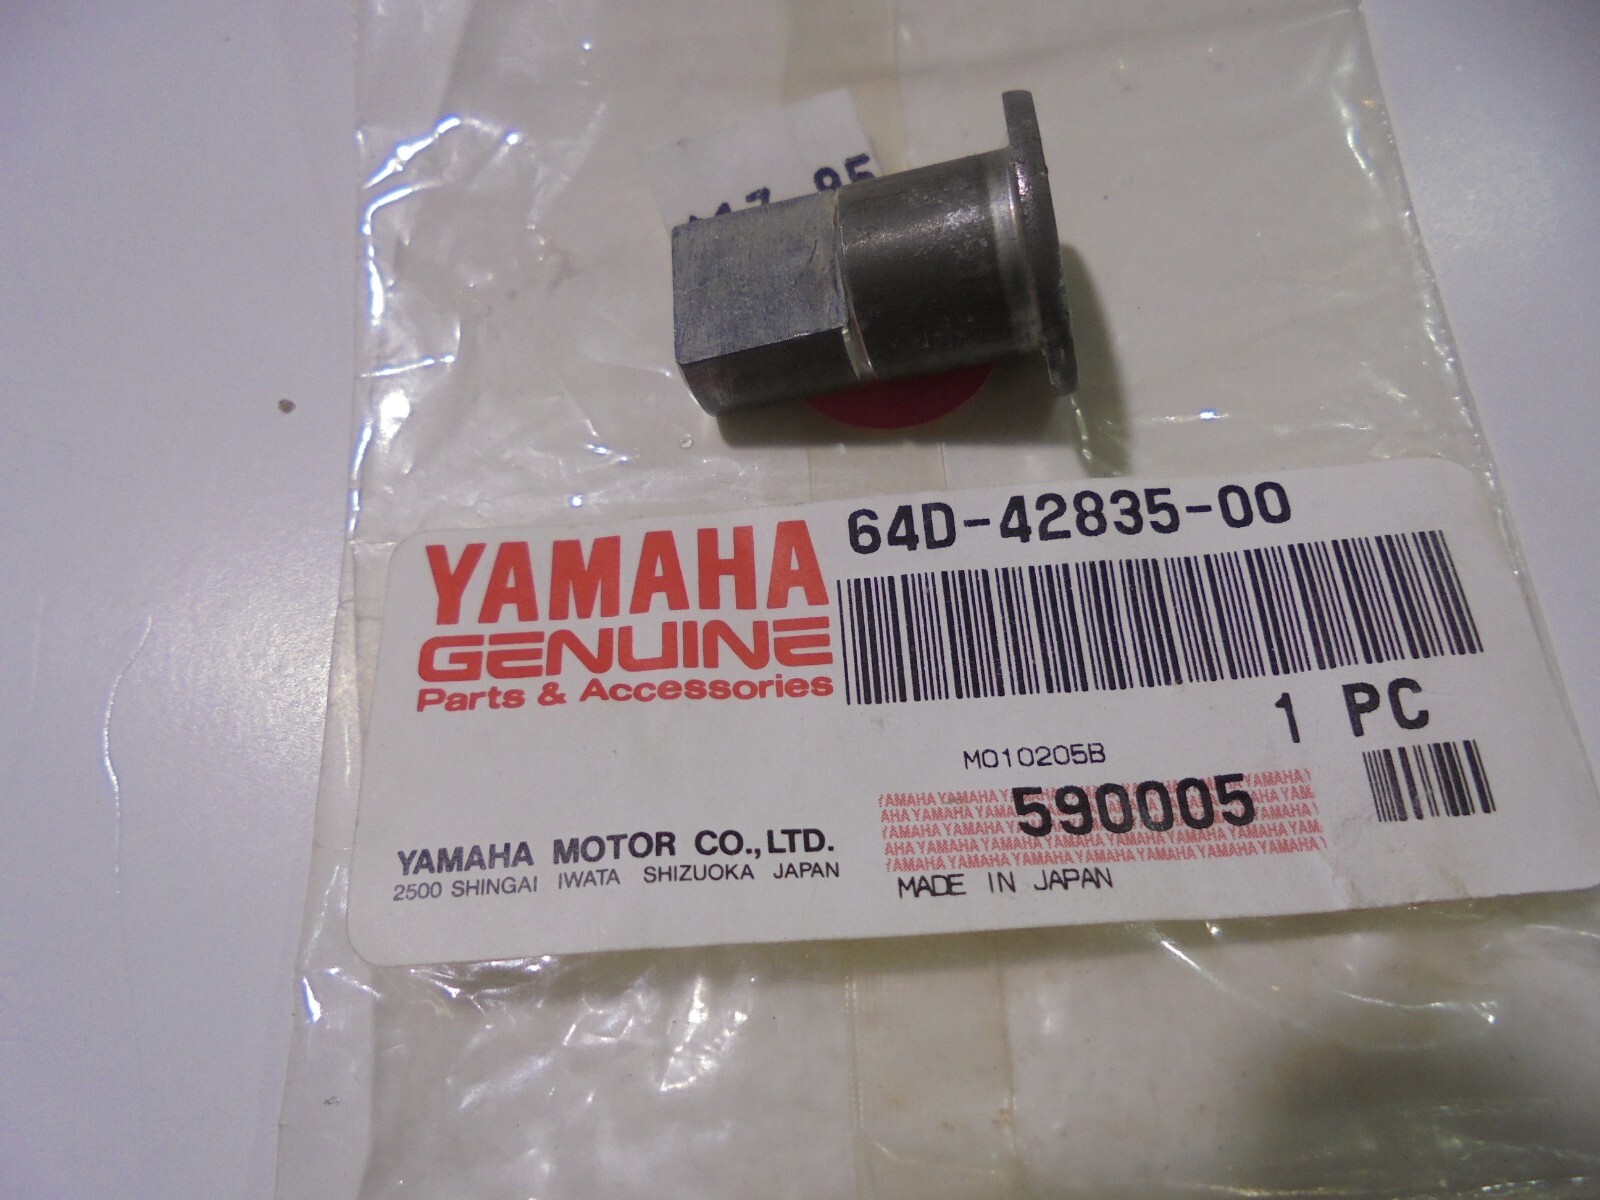 64D-42835-00
YAMAHA
GENUINE
Parts & Accessories
1 PC
M010205B
590005
YAMAHA MOTOR CO., LTD.
2500 SHINGAI IWATA SHIZUOKA JAPAN
MADE IN JAPAN